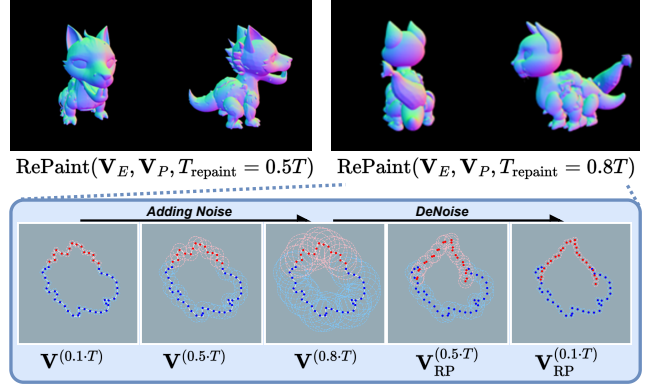 RePaint(V_E, V_P, T_repaint = 0.5T) RePaint(V_E, V_P, T_repaint = 0.8T)
Adding Noise DeNoise
V^(0.1·T) V^(0.5·T) V^(0.8·T) V_RP^(0.5·T) V_RP^(0.1·T)